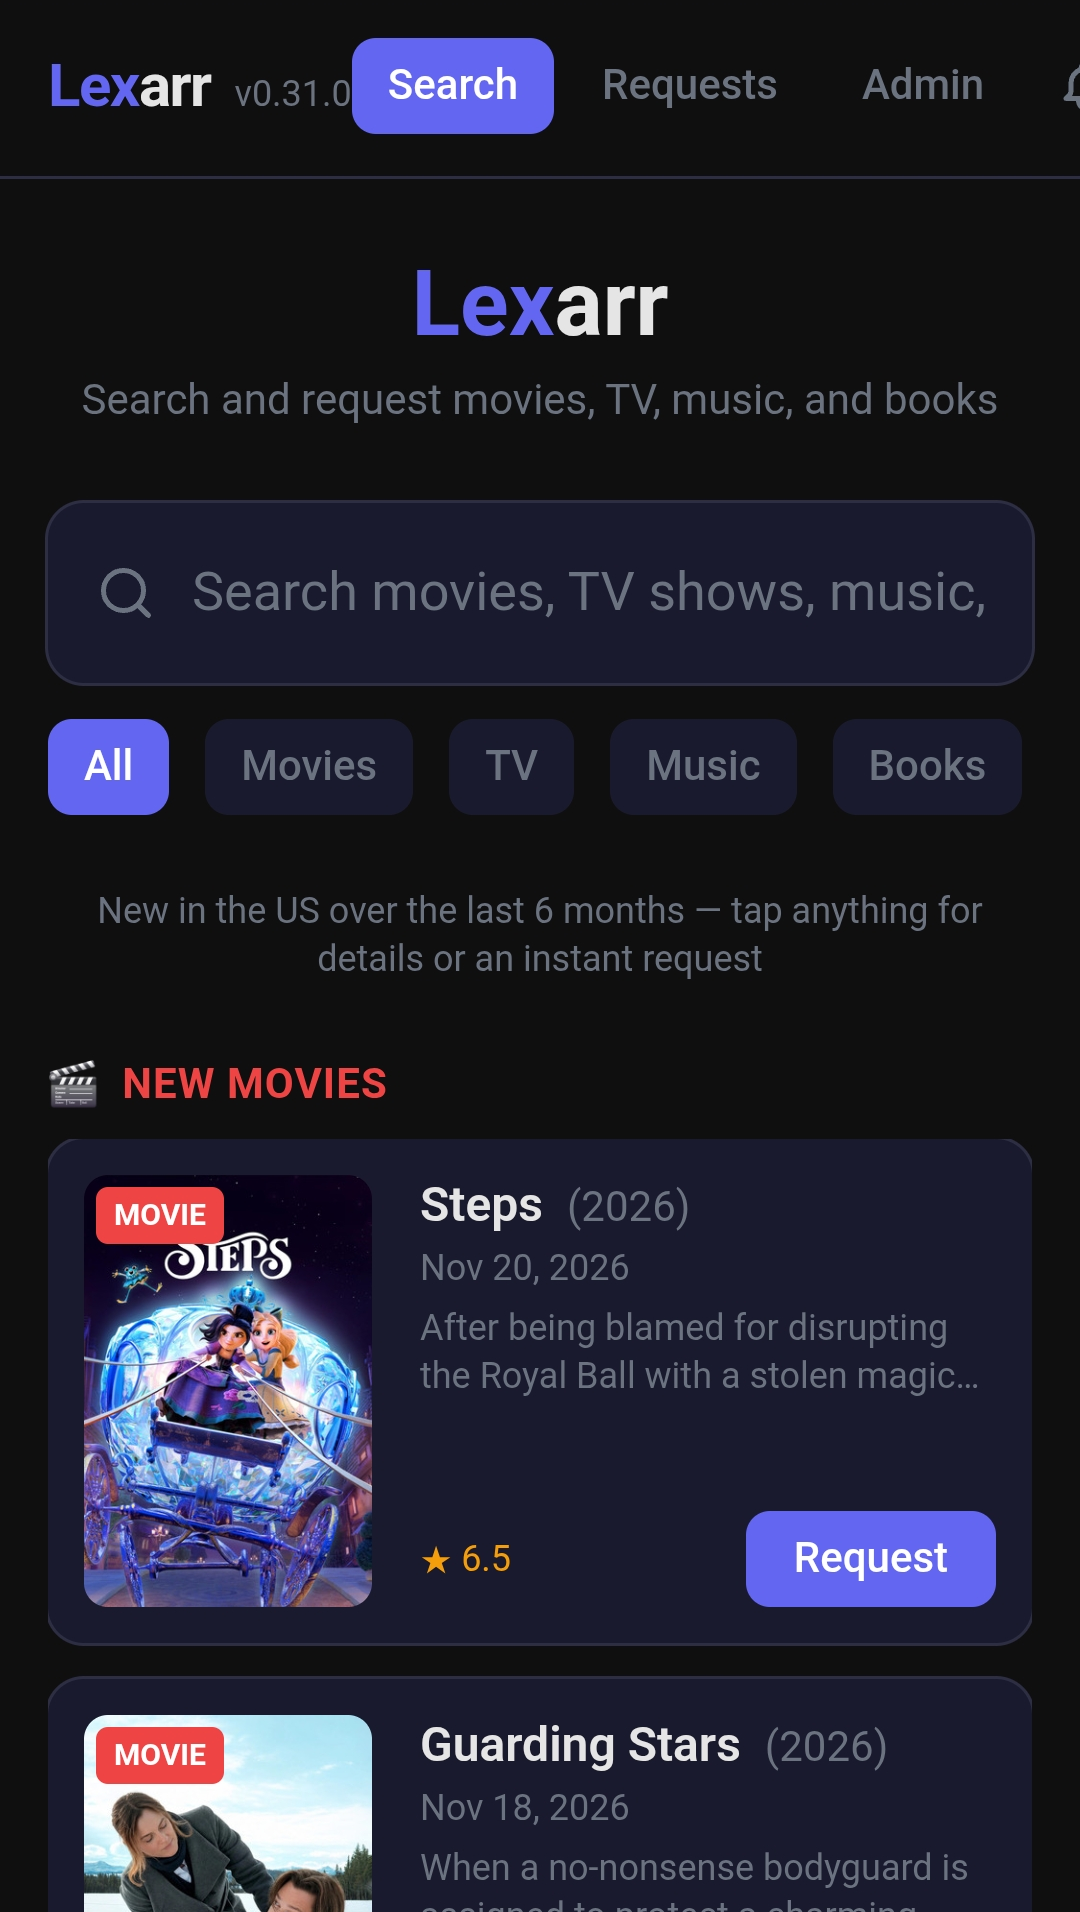 Lexarr v0.31.0 Search Requests Admin
Lexarr
Search and request movies, TV, music, and books
Search movies, TV shows, music,
All Movies TV Music Books
New in the US over the last 6 months — tap anything for
details or an instant request
🎬 NEW MOVIES
MOVIE
STEPS
Steps (2026)
Nov 20, 2026
After being blamed for disrupting
the Royal Ball with a stolen magic...
★ 6.5 Request
MOVIE
Guarding Stars (2026)
Nov 18, 2026
When a no-nonsense bodyguard is
assigned to protect a charming